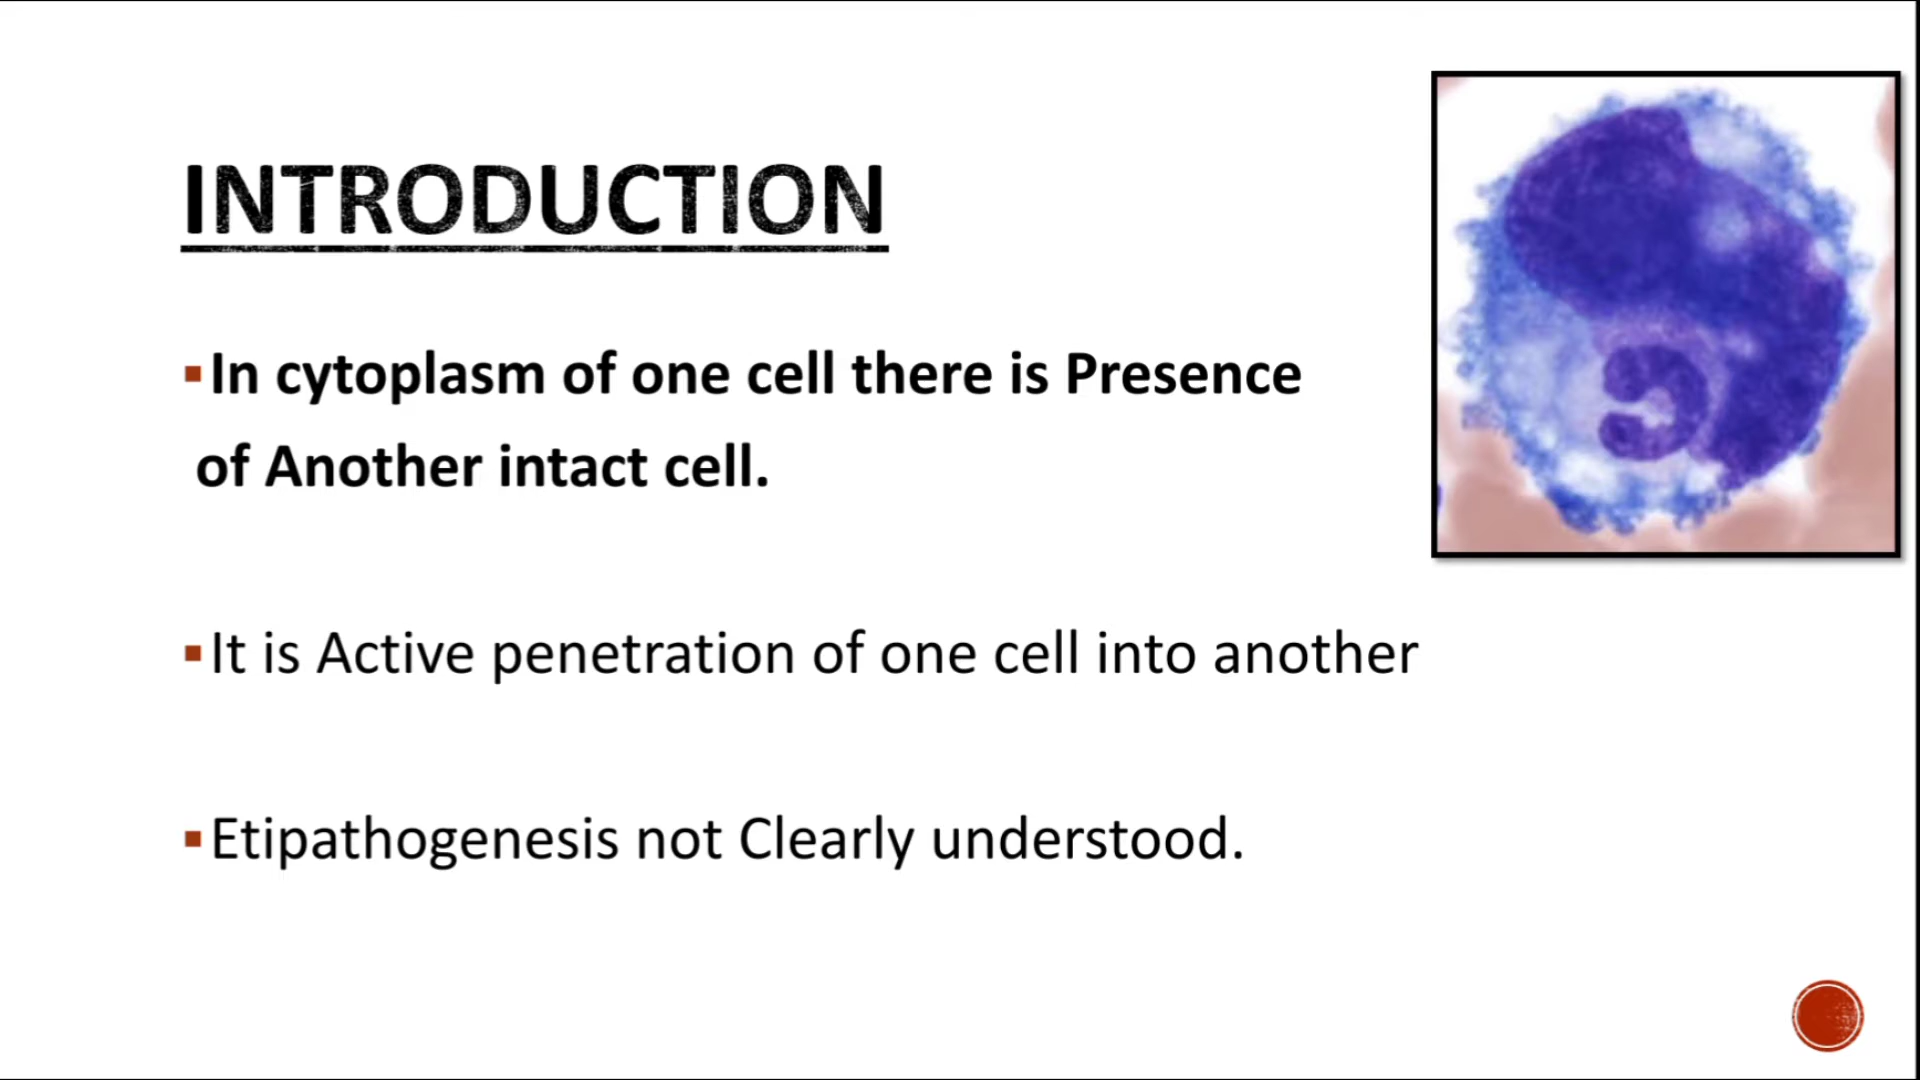 INTRODUCTION
▪In cytoplasm of one cell there is Presence
of Another intact cell.
▪It is Active penetration of one cell into another
▪Etipathogenesis not Clearly understood.